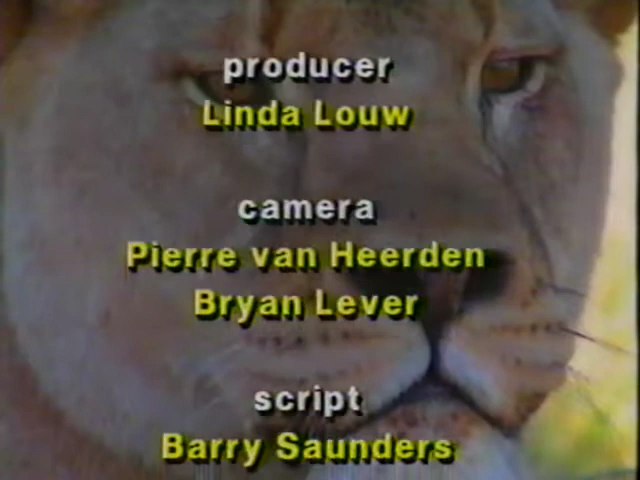 producer
Linda Louw
camera
Pierre van Heerden
Bryan Lever
script
Barry Saunders